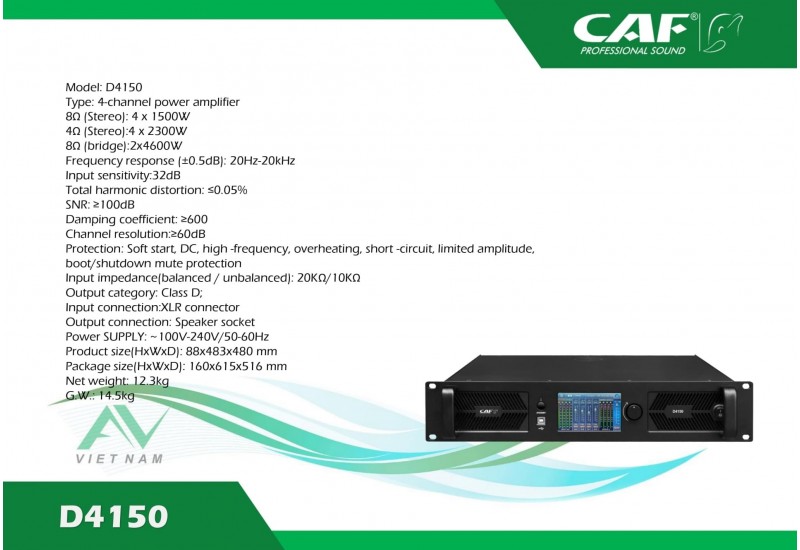 CAF®
PROFESSIONAL SOUND
Model: D4150
Type: 4-channel power amplifier
8Ω (Stereo): 4 x 1500W
4Ω (Stereo):4 x 2300W
8Ω (bridge):2x4600W
Frequency response (±0.5dB): 20Hz-20kHz
Input sensitivity:32dB
Total harmonic distortion: ≤0.05%
SNR: ≥100dB
Damping coefficient: ≥600
Channel resolution:≥60dB
Protection: Soft start, DC, high -frequency, overheating, short -circuit, limited amplitude,
boot/shutdown mute protection
Input impedance(balanced / unbalanced): 20KΩ/10KΩ
Output category: Class D;
Input connection:XLR connector
Output connection: Speaker socket
Power SUPPLY: ~100V-240V/50-60Hz
Product size(HxWxD): 88x483x480 mm
Package size(HxWxD): 160x615x516 mm
Net weight: 12.3kg
G.W.: 14.5kg
AV
VIETNAM
CAF
D4150
D4150